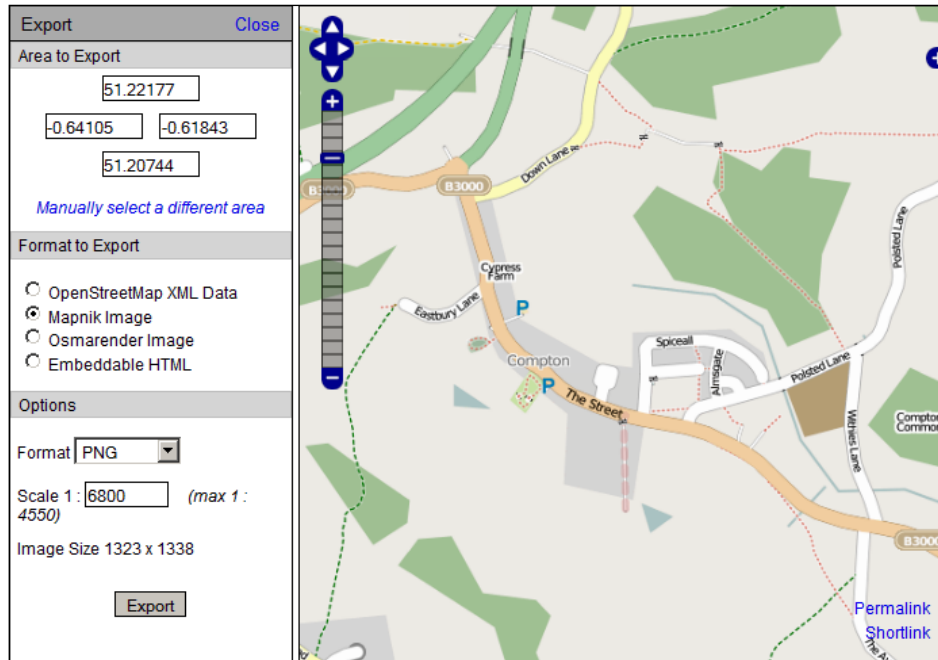 Export
Close
Area to Export
51.22177
-0.64105
-0.61843
51.20744
Manually select a different area
Format to Export
OpenStreetMap XML Data
Mapnik Image
Osmarender Image
Embeddable HTML
Options
Format PNG
Scale 1 : 6800 (max 1 :
4550)
Image Size 1323 x 1338
Export
B3000
B3000
Down Lane
Cypress
Farm
Eastbury Lane
P
Compton
P
The Street
Spiceall
Almsgate
Polsted Lane
Polsted Lane
Withies Lane
Compton
Common
B3000
Permalink
Shortlink